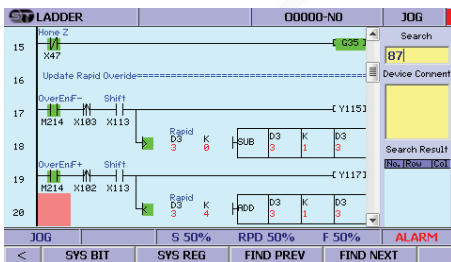 LADDER 00000-N0 JOG
Home Z
15 G35
X47
16 Update Rapid Overide==================================
OverEnF- Shift
17 Y115
M214 X103 X113
Rapid
18 > D3 K SUB D3 K D3
3 0 3 1 3
OverEnF+ Shift
19 Y117
M214 X102 X113
Rapid
20 < D3 K ADD D3 K D3
3 4 3 1 3
Search
87
Device Comment
Search Result
No. Row Col
JOG S 50% RPD 50% F 50% ALARM
< SYS BIT SYS REG FIND PREV FIND NEXT